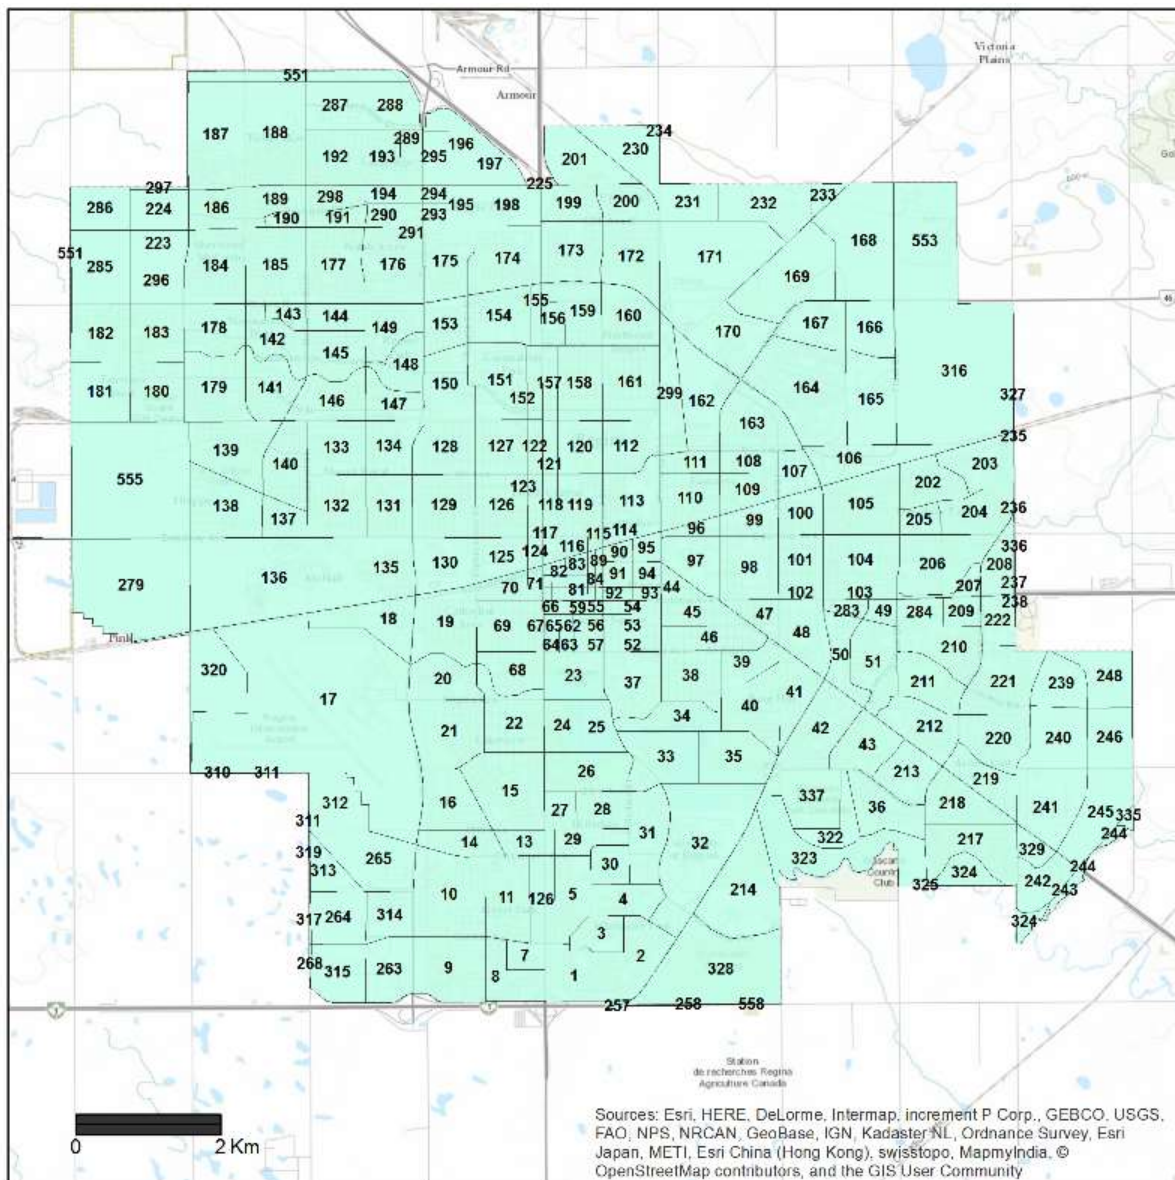 Victoria
Plains
551
Armour Rd
287 288
Armour
187 188 289 196 234
192 193 295 197 201 230
297 225
286 224 186 189 298 194 294 195 198 199 200 231 232 233
190 191 290 293
291
223
551 285 296 184 185 177 176 175 174 173 172 171 168 553
169
46
143 144 149 153 154 155 156 159 160 170 167 166
182 183 178 142 145 148
181 180 179 141 146 147 150 151 152 157 158 161 299 162 164 165 316 327
163
235
139 140 133 134 128 127 122 120 112 111 108 107 106 203
555 121 202
138 137 132 131 129 126 123 118 119 113 110 109 99 100 105 205 204 236
117 115 114 96
279 136 135 130 125 124 116 83 89 90 95 97 98 101 104 206 336 208
82 84 91 94 237
70 71 81 92 93 44 102 103 207
66 59 55 54 45 47 283 49 284 209 238
18 19 69 67 65 62 56 53 46 48 222
64 63 57 52 50 210
320 20 68 23 37 38 39 51 211 221 239 248
17 21 22 24 25 34 40 41 42 212
33 35 43 220 240 246
310 311 26 213 219
312 16 15 27 28 337 36 218 241 245 335
311 14 13 29 31 32 322 217 329 244
319 313 265 30 323 Country Club 324 242 244
325 243
10 11 126 5 4 214
317 264 314 3 324
268 315 263 9 8 7 1 2 328
257 258 558
1 1
Station
de recherches Regina
Agriculture Canada
0 2 Km
Sources: Esri, HERE, DeLorme, Intermap, increment P Corp., GEBCO, USGS,
FAO, NPS, NRCAN, GeoBase, IGN, Kadaster NL, Ordnance Survey, Esri
Japan, METI, Esri China (Hong Kong), swisstopo, MapmyIndia, ©
OpenStreetMap contributors, and the GIS User Community